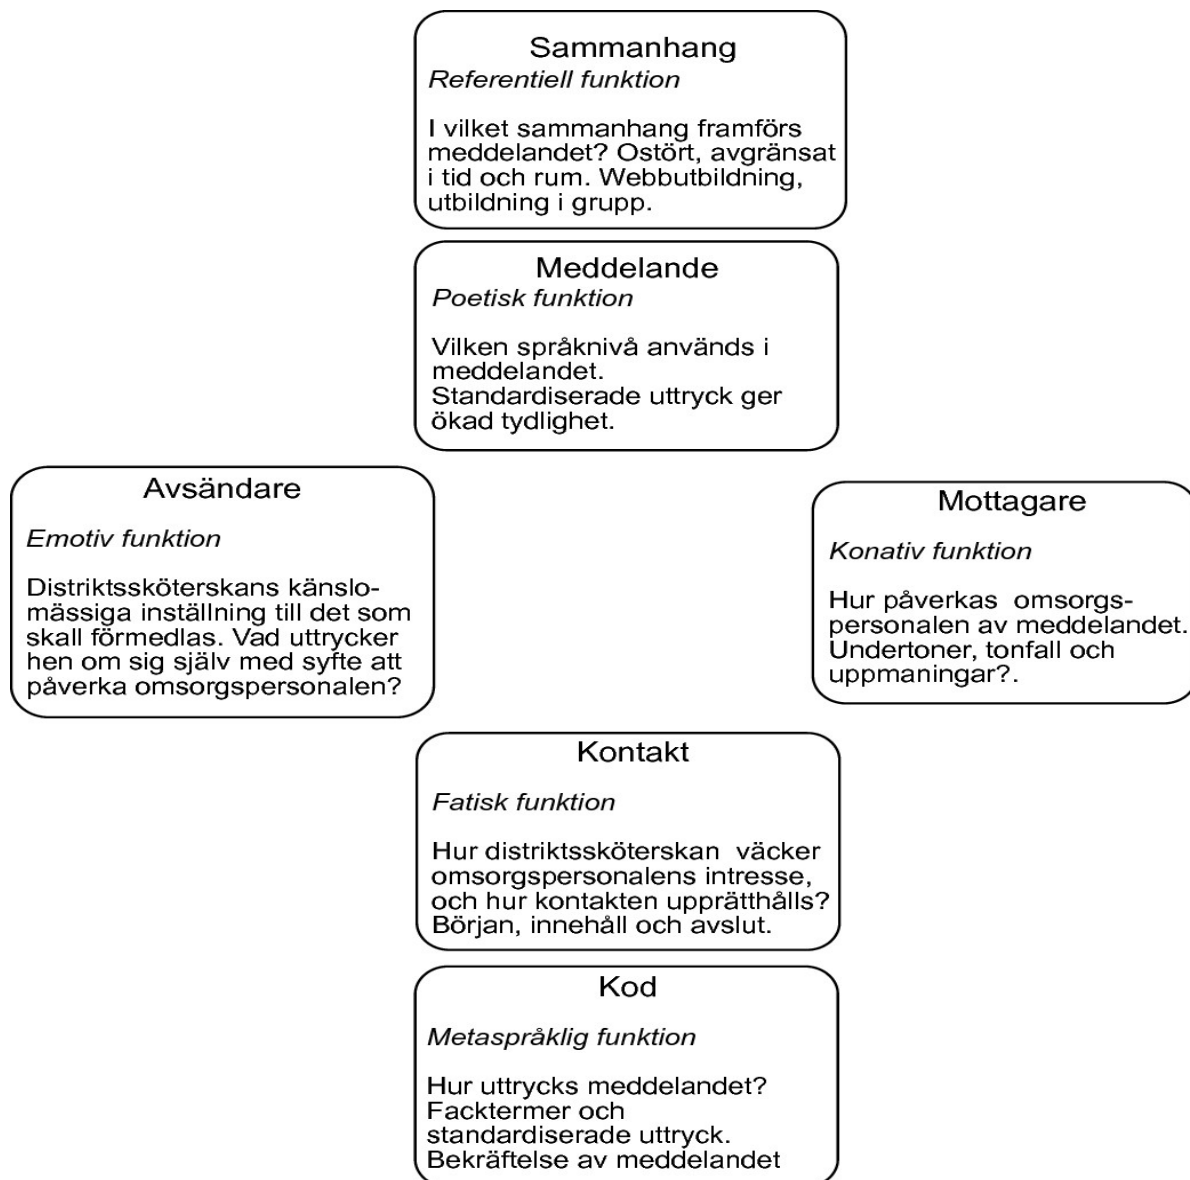 Sammanhang
Referentiell funktion
I vilket sammanhang framförs
meddelandet? Ostört, avgränsat
i tid och rum. Webbutbildning,
utbildning i grupp.
Meddelande
Poetisk funktion
Vilken språknivå används i
meddelandet.
Standardiserade uttryck ger
ökad tydlighet.
Avsändare
Emotiv funktion
Distriktssköterskans känslo-
mässiga inställning till det som
skall förmedlas. Vad uttrycker
hen om sig själv med syfte att
påverka omsorgspersonalen?
Mottagare
Konativ funktion
Hur påverkas omsorgs-
personalen av meddelandet.
Undertoner, tonfall och
uppmaningar?.
Kontakt
Fatisk funktion
Hur distriktssköterskan väcker
omsorgspersonalens intresse,
och hur kontakten upprätthålls?
Början, innehåll och avslut.
Kod
Metaspråklig funktion
Hur uttrycks meddelandet?
Facktermer och
standardiserade uttryck.
Bekräftelse av meddelandet